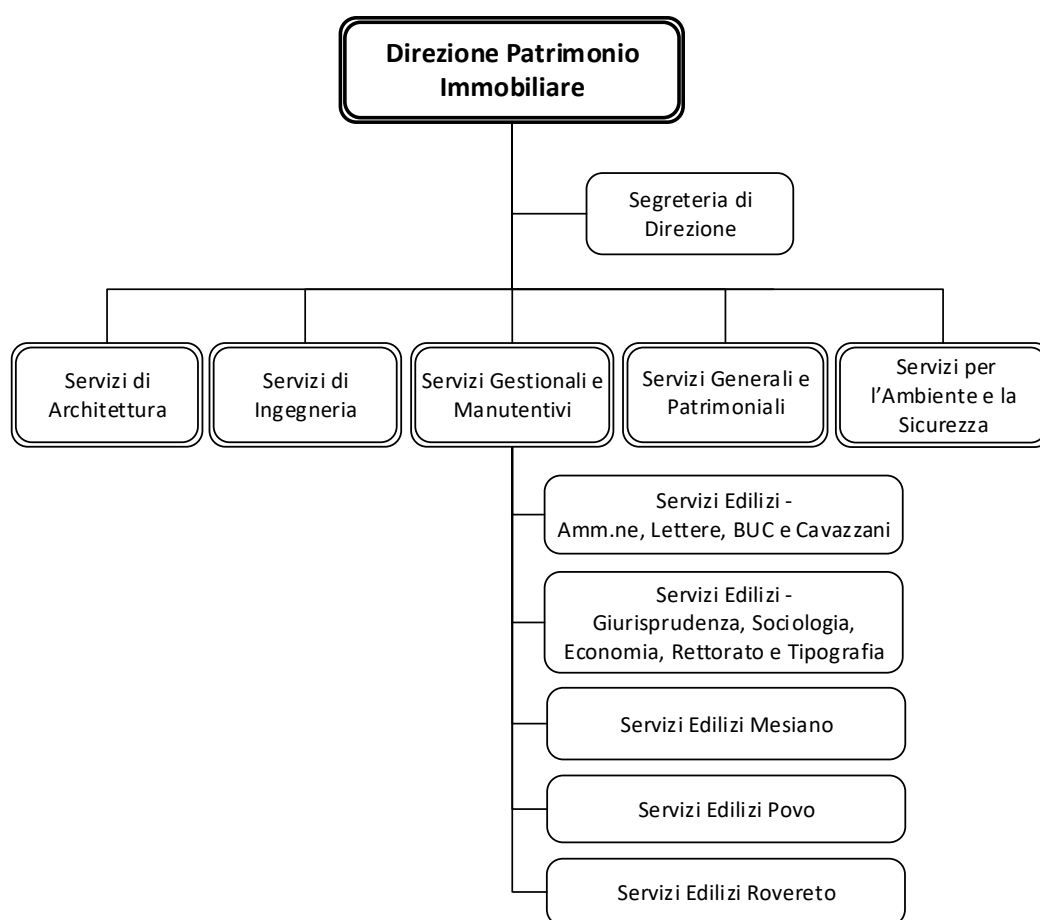 Direzione Patrimonio
Immobiliare
Segreteria di
Direzione
Servizi di
Architettura
Servizi di
Ingegneria
Servizi Gestionali e
Manutentivi
Servizi Generali e
Patrimoniali
Servizi per
l’Ambiente e la
Sicurezza
Servizi Edilizi -
Amm.ne, Lettere, BUC e Cavazzani
Servizi Edilizi -
Giurisprudenza, Sociologia,
Economia, Rettorato e Tipografia
Servizi Edilizi Mesiano
Servizi Edilizi Povo
Servizi Edilizi Rovereto